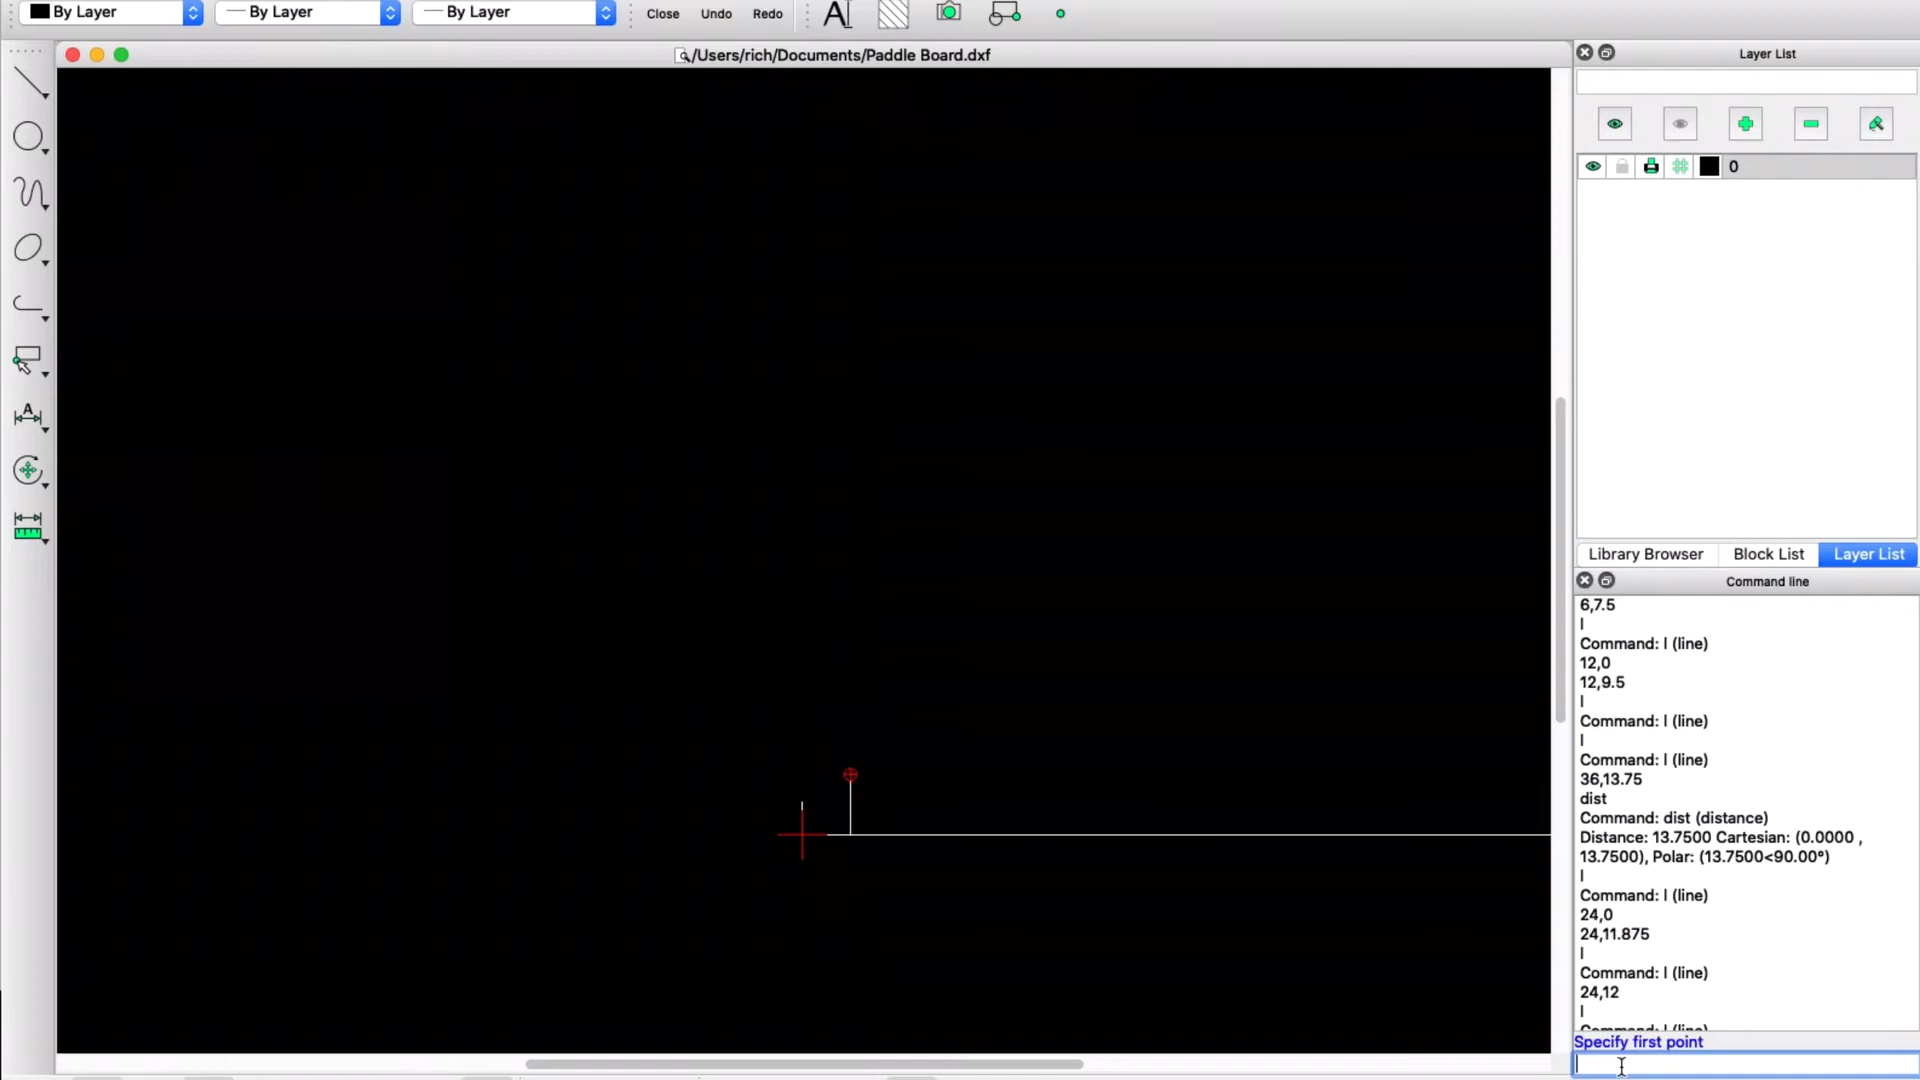 By Layer By Layer By Layer Close Undo Redo A
/Users/rich/Documents/Paddle Board.dxf
Layer List
0
A
Library Browser Block List Layer List
Command line
6,7.5
l
Command: l (line)
12,0
12,9.5
l
Command: l (line)
l
Command: l (line)
36,13.75
dist
Command: dist (distance)
Distance: 13.7500 Cartesian: (0.0000 ,
13.7500), Polar: (13.7500<90.00°)
l
Command: l (line)
24,0
24,11.875
l
Command: l (line)
24,12
l
Command: l (line)
Specify first point